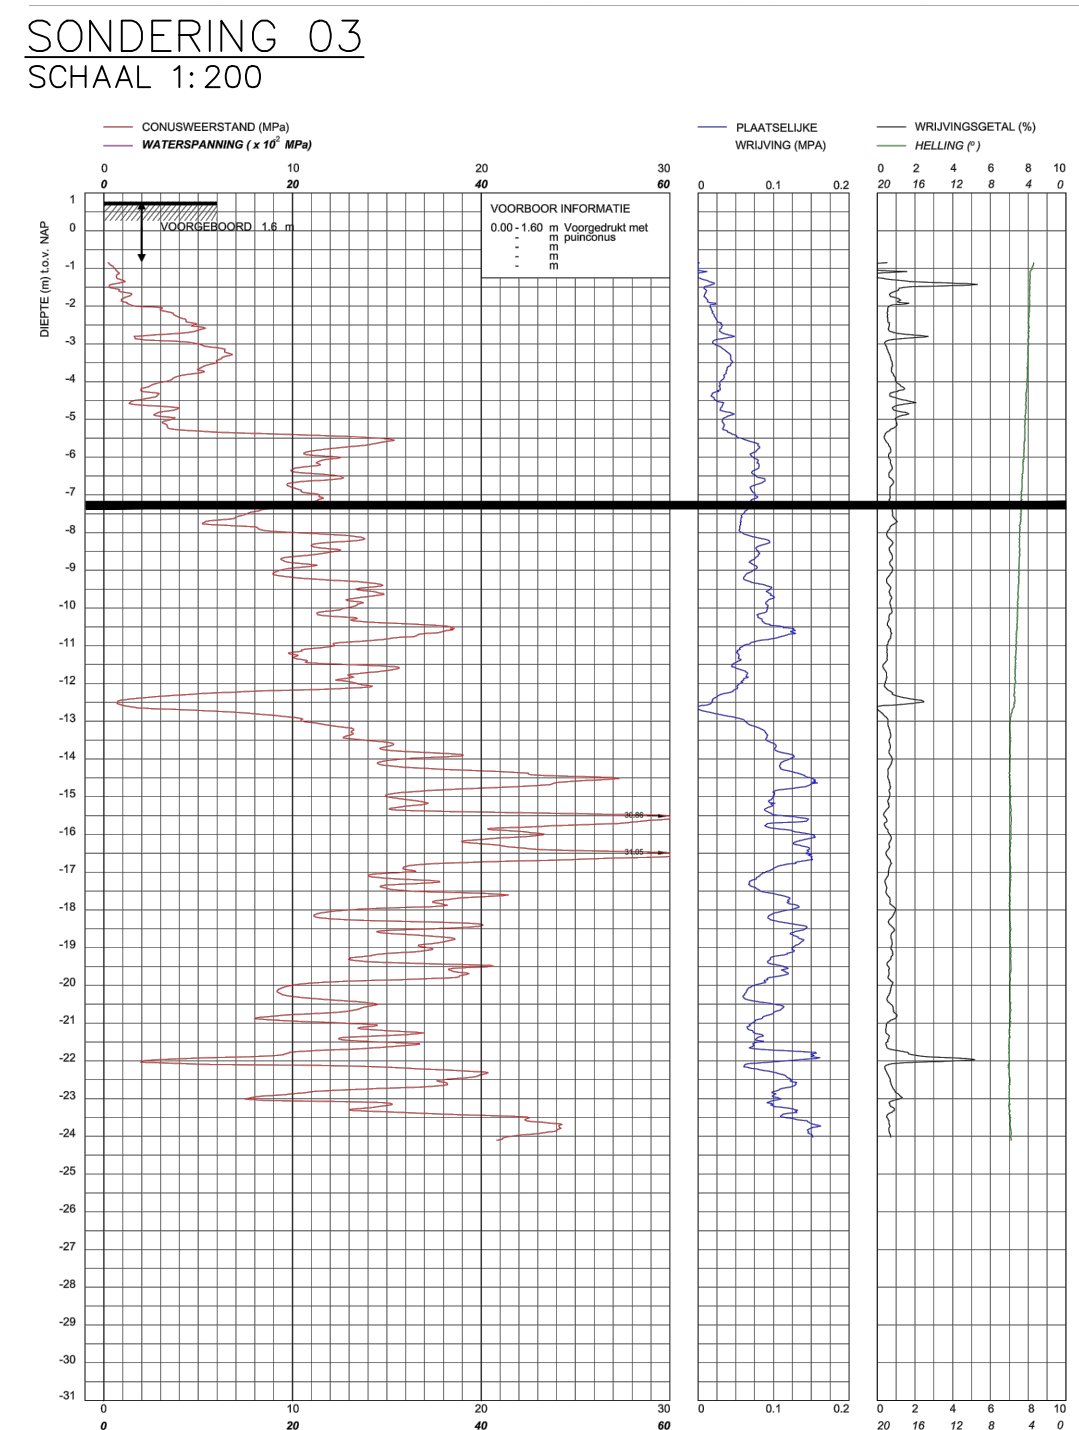 SONDERING 03
SCHAAL 1:200
CONUSWEERSTAND (MPa)
WATERSPANNING ( x 10² MPa)
PLAATSELIJKE
WRIJVING (MPA)
WRIJVINGSGETAL (%)
HELLING (º)
0 10 20 30 0 0.1 0.2 0 2 4 6 8 10
0 20 40 60 20 16 12 8 4 0
DIEPTE (m) t.o.v. NAP
VOORGEBOORD 1.6 m
VOORBOOR INFORMATIE
0.00 - 1.60 m Voorgedrukt met
- m puinconus
- m
- m
- m
1
0
-1
-2
-3
-4
-5
-6
-7
-8
-9
-10
-11
-12
-13
-14
-15
30.96
-16
31.05
-17
-18
-19
-20
-21
-22
-23
-24
-25
-26
-27
-28
-29
-30
-31
0 10 20 30 0 0.1 0.2 0 2 4 6 8 10
0 20 40 60 20 16 12 8 4 0